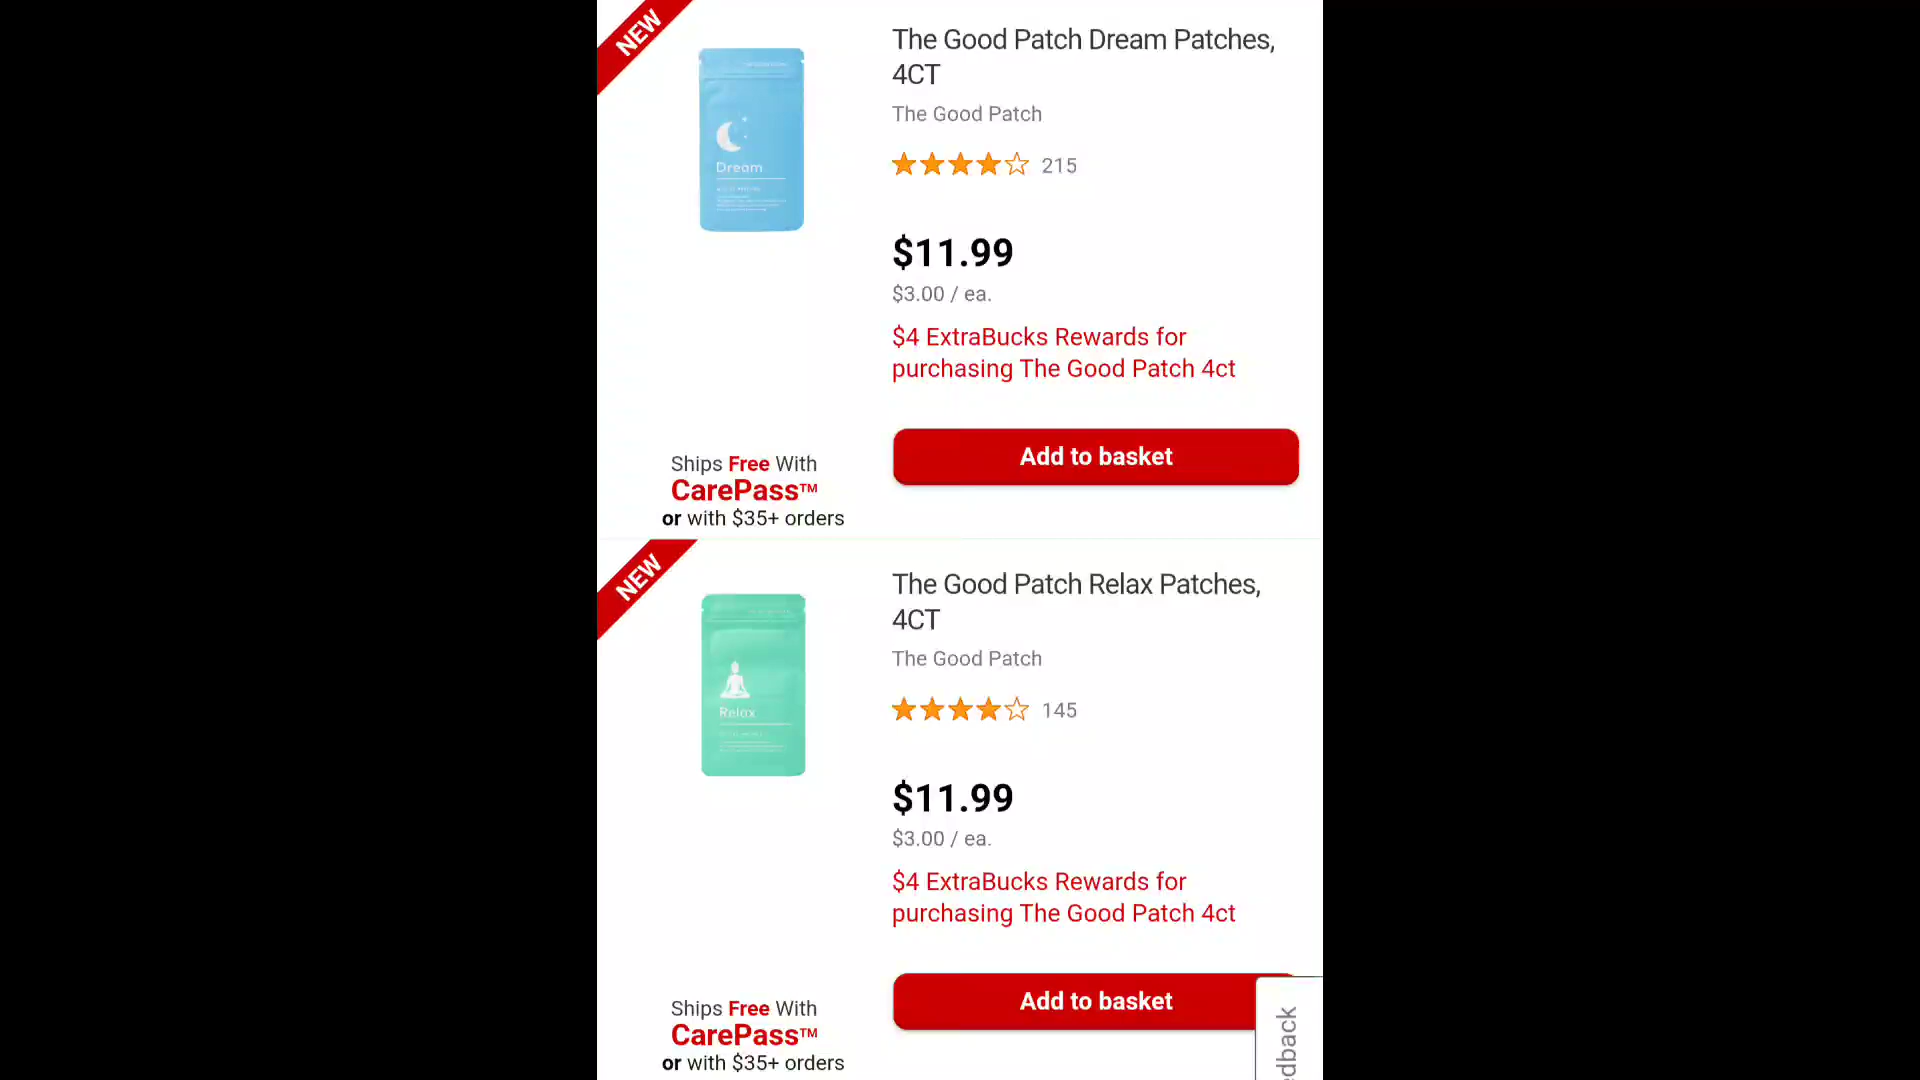 NEW
The Good Patch Dream Patches,
4CT
The Good Patch
215
Dream
$11.99
$3.00 / ea.
$4 ExtraBucks Rewards for
purchasing The Good Patch 4ct
Add to basket
Ships Free With
CarePass™
or with $35+ orders
NEW
The Good Patch Relax Patches,
4CT
The Good Patch
145
Relax
$11.99
$3.00 / ea.
$4 ExtraBucks Rewards for
purchasing The Good Patch 4ct
Add to basket
Ships Free With
CarePass™
or with $35+ orders
edback